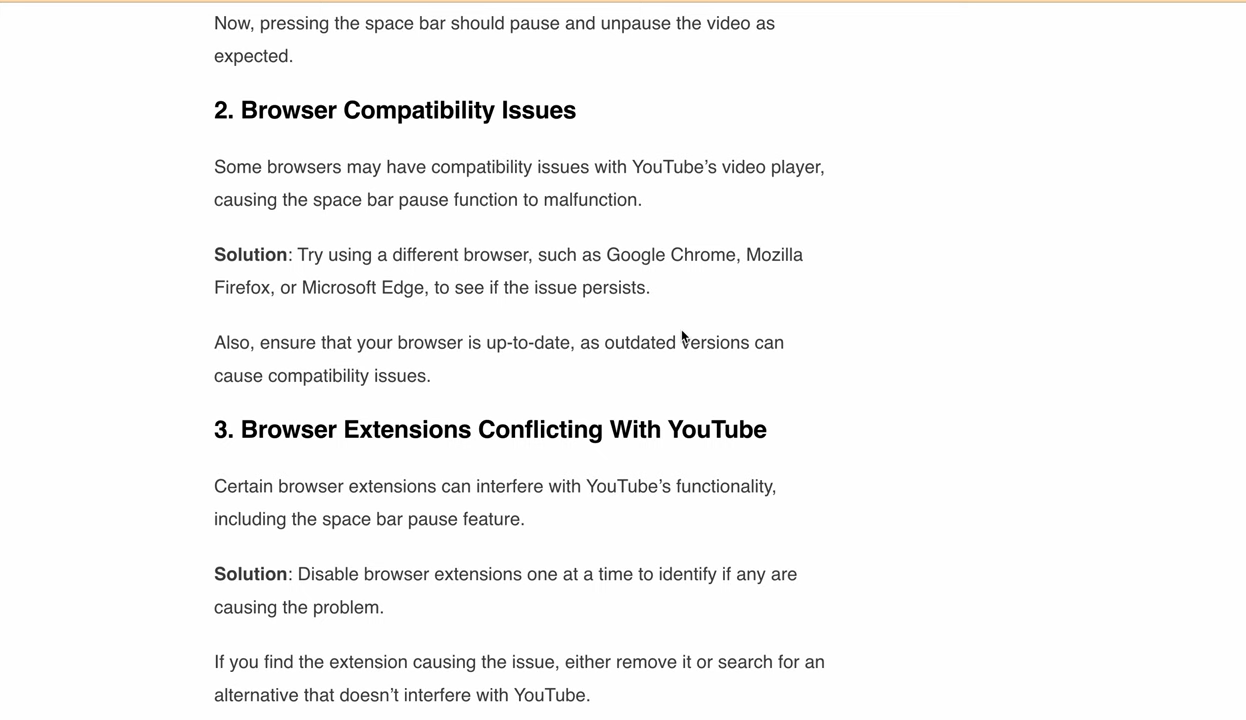 Now, pressing the space bar should pause and unpause the video as
expected.
2. Browser Compatibility Issues
Some browsers may have compatibility issues with YouTube’s video player,
causing the space bar pause function to malfunction.
Solution: Try using a different browser, such as Google Chrome, Mozilla
Firefox, or Microsoft Edge, to see if the issue persists.
Also, ensure that your browser is up-to-date, as outdated versions can
cause compatibility issues.
3. Browser Extensions Conflicting With YouTube
Certain browser extensions can interfere with YouTube’s functionality,
including the space bar pause feature.
Solution: Disable browser extensions one at a time to identify if any are
causing the problem.
If you find the extension causing the issue, either remove it or search for an
alternative that doesn’t interfere with YouTube.